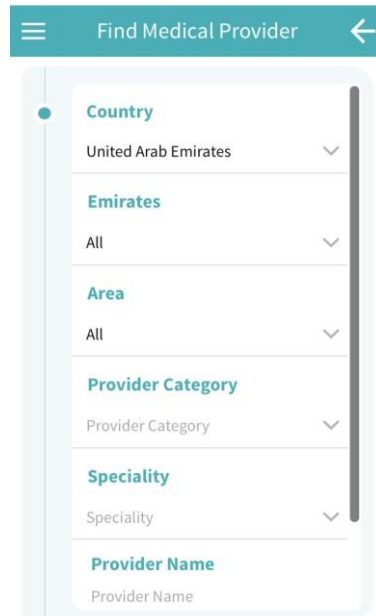 Find Medical Provider
Country
United Arab Emirates
Emirates
All
Area
All
Provider Category
Provider Category
Speciality
Speciality
Provider Name
Provider Name